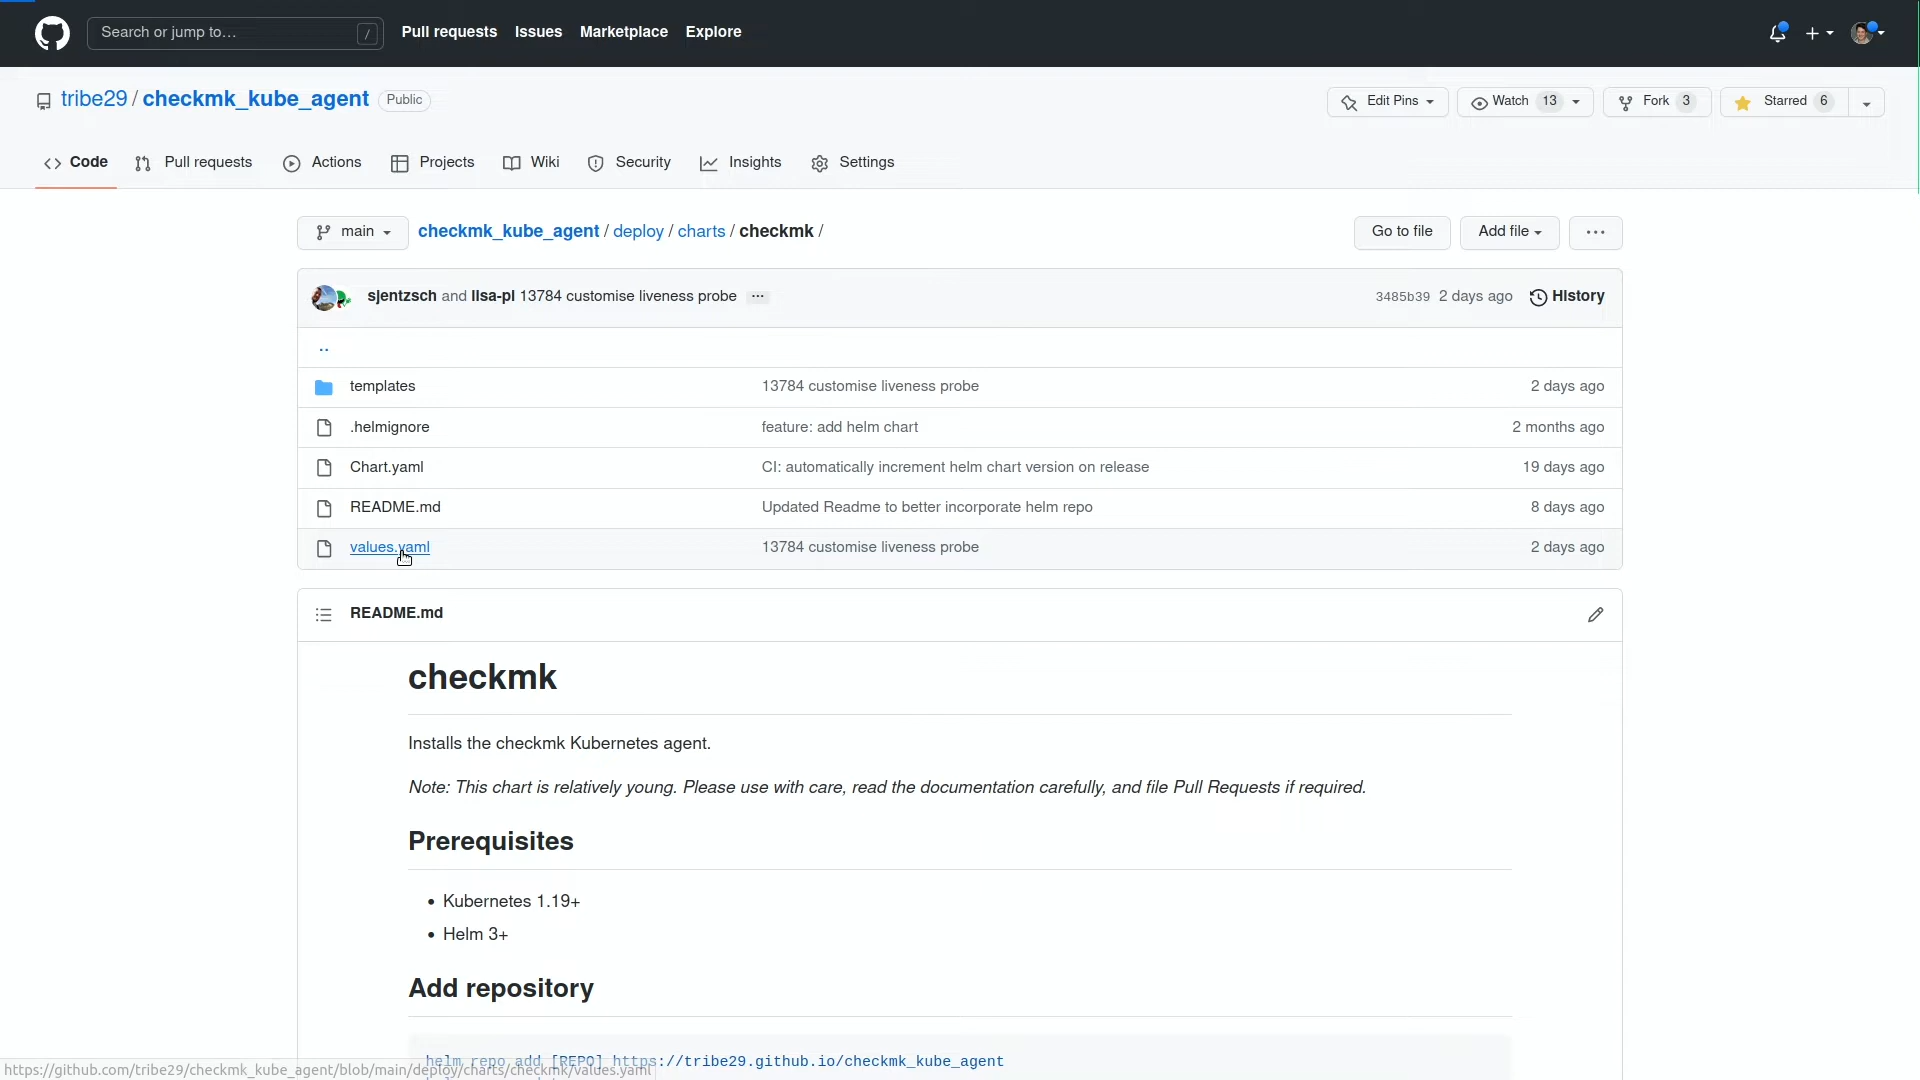 Search or jump to… /
Pull requests Issues Marketplace Explore
tribe29 / checkmk_kube_agent Public
Edit Pins Watch 13 Fork 3 Starred 6
Code Pull requests Actions Projects Wiki Security Insights Settings
main checkmk_kube_agent / deploy / charts / checkmk / Go to file Add file
sjentzsch and lisa-pl 13784 customise liveness probe ··· 3485b39 2 days ago History
..
templates 13784 customise liveness probe 2 days ago
.helmignore feature: add helm chart 2 months ago
Chart.yaml CI: automatically increment helm chart version on release 19 days ago
README.md Updated Readme to better incorporate helm repo 8 days ago
values.yaml 13784 customise liveness probe 2 days ago
README.md
checkmk
Installs the checkmk Kubernetes agent.
Note: This chart is relatively young. Please use with care, read the documentation carefully, and file Pull Requests if required.
Prerequisites
• Kubernetes 1.19+
• Helm 3+
Add repository
helm repo add [REPO] https://tribe29.github.io/checkmk_kube_agent
https://github.com/tribe29/checkmk_kube_agent/blob/main/deploy/charts/checkmk/values.yaml